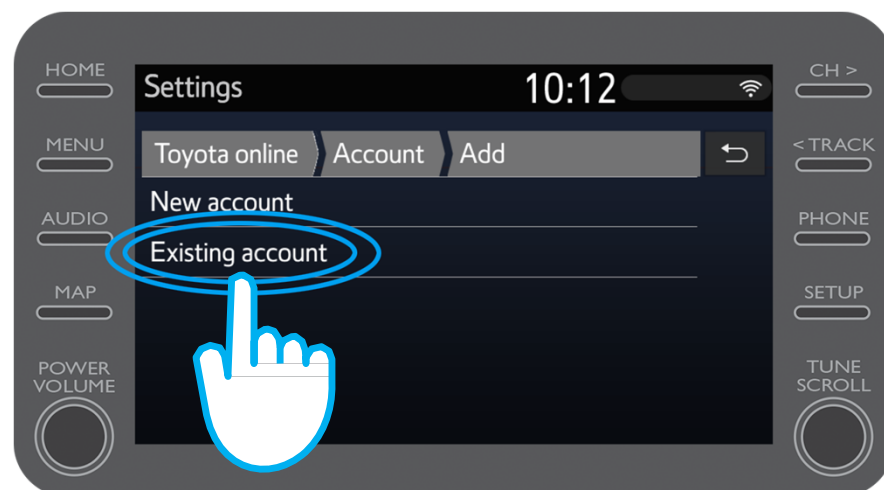 HOME
MENU
AUDIO
MAP
POWER
VOLUME
Settings
10:12
Toyota online
Account
Add
New account
Existing account
CH >
< TRACK
PHONE
SETUP
TUNE
SCROLL